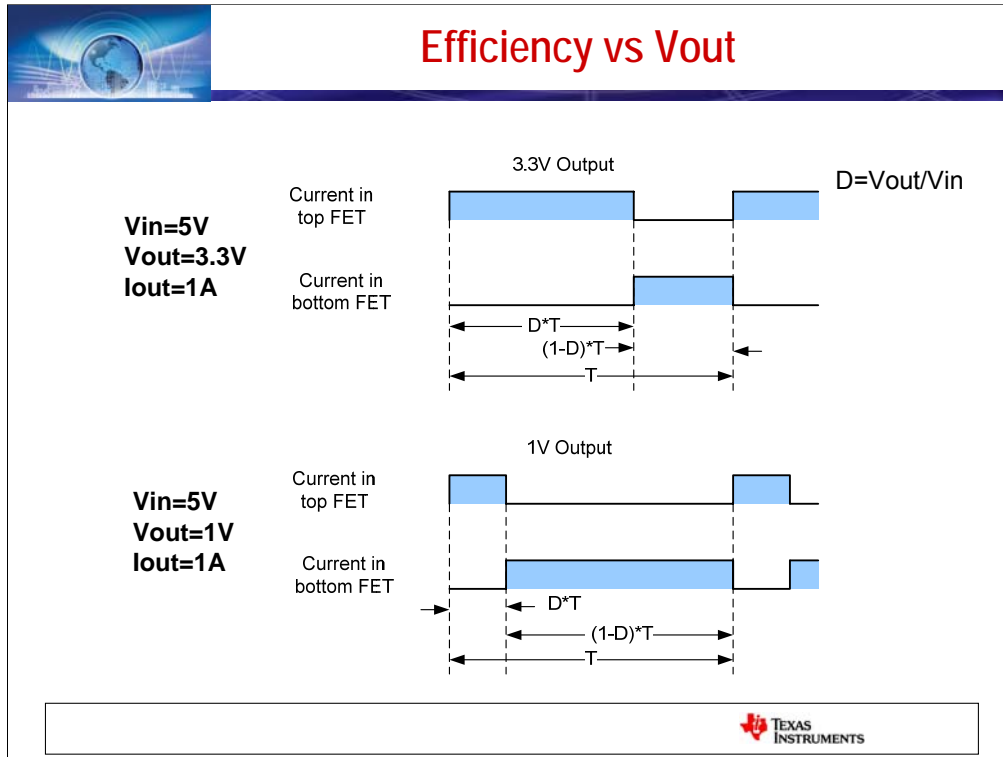 Efficiency vs Vout
3.3V Output
D=Vout/Vin
Current in
top FET
Vin=5V
Vout=3.3V
Iout=1A
Current in
bottom FET
D*T
(1-D)*T
T
1V Output
Current in
top FET
Vin=5V
Vout=1V
Iout=1A
Current in
bottom FET
D*T
(1-D)*T
T
TEXAS
INSTRUMENTS